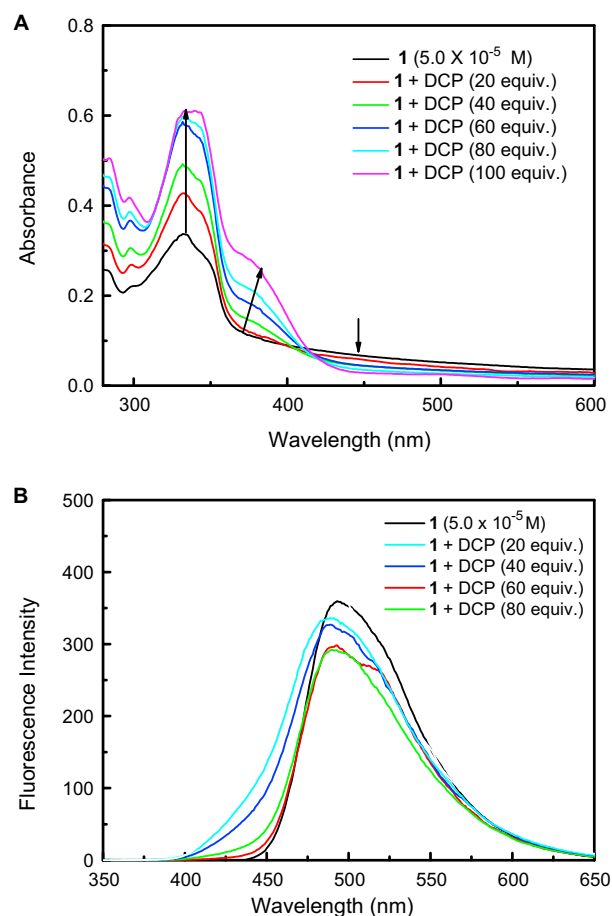 A
0.8
0.6
0.4
0.2
0.0
Absorbance
1 (5.0 X 10⁻⁵ M)
1 + DCP (20 equiv.)
1 + DCP (40 equiv.)
1 + DCP (60 equiv.)
1 + DCP (80 equiv.)
1 + DCP (100 equiv.)
300 400 500 600
Wavelength (nm)
B
500
400
300
200
100
0
Fluorescence Intensity
1 (5.0 x 10⁻⁵ M)
1 + DCP (20 equiv.)
1 + DCP (40 equiv.)
1 + DCP (60 equiv.)
1 + DCP (80 equiv.)
350 400 450 500 550 600 650
Wavelength (nm)